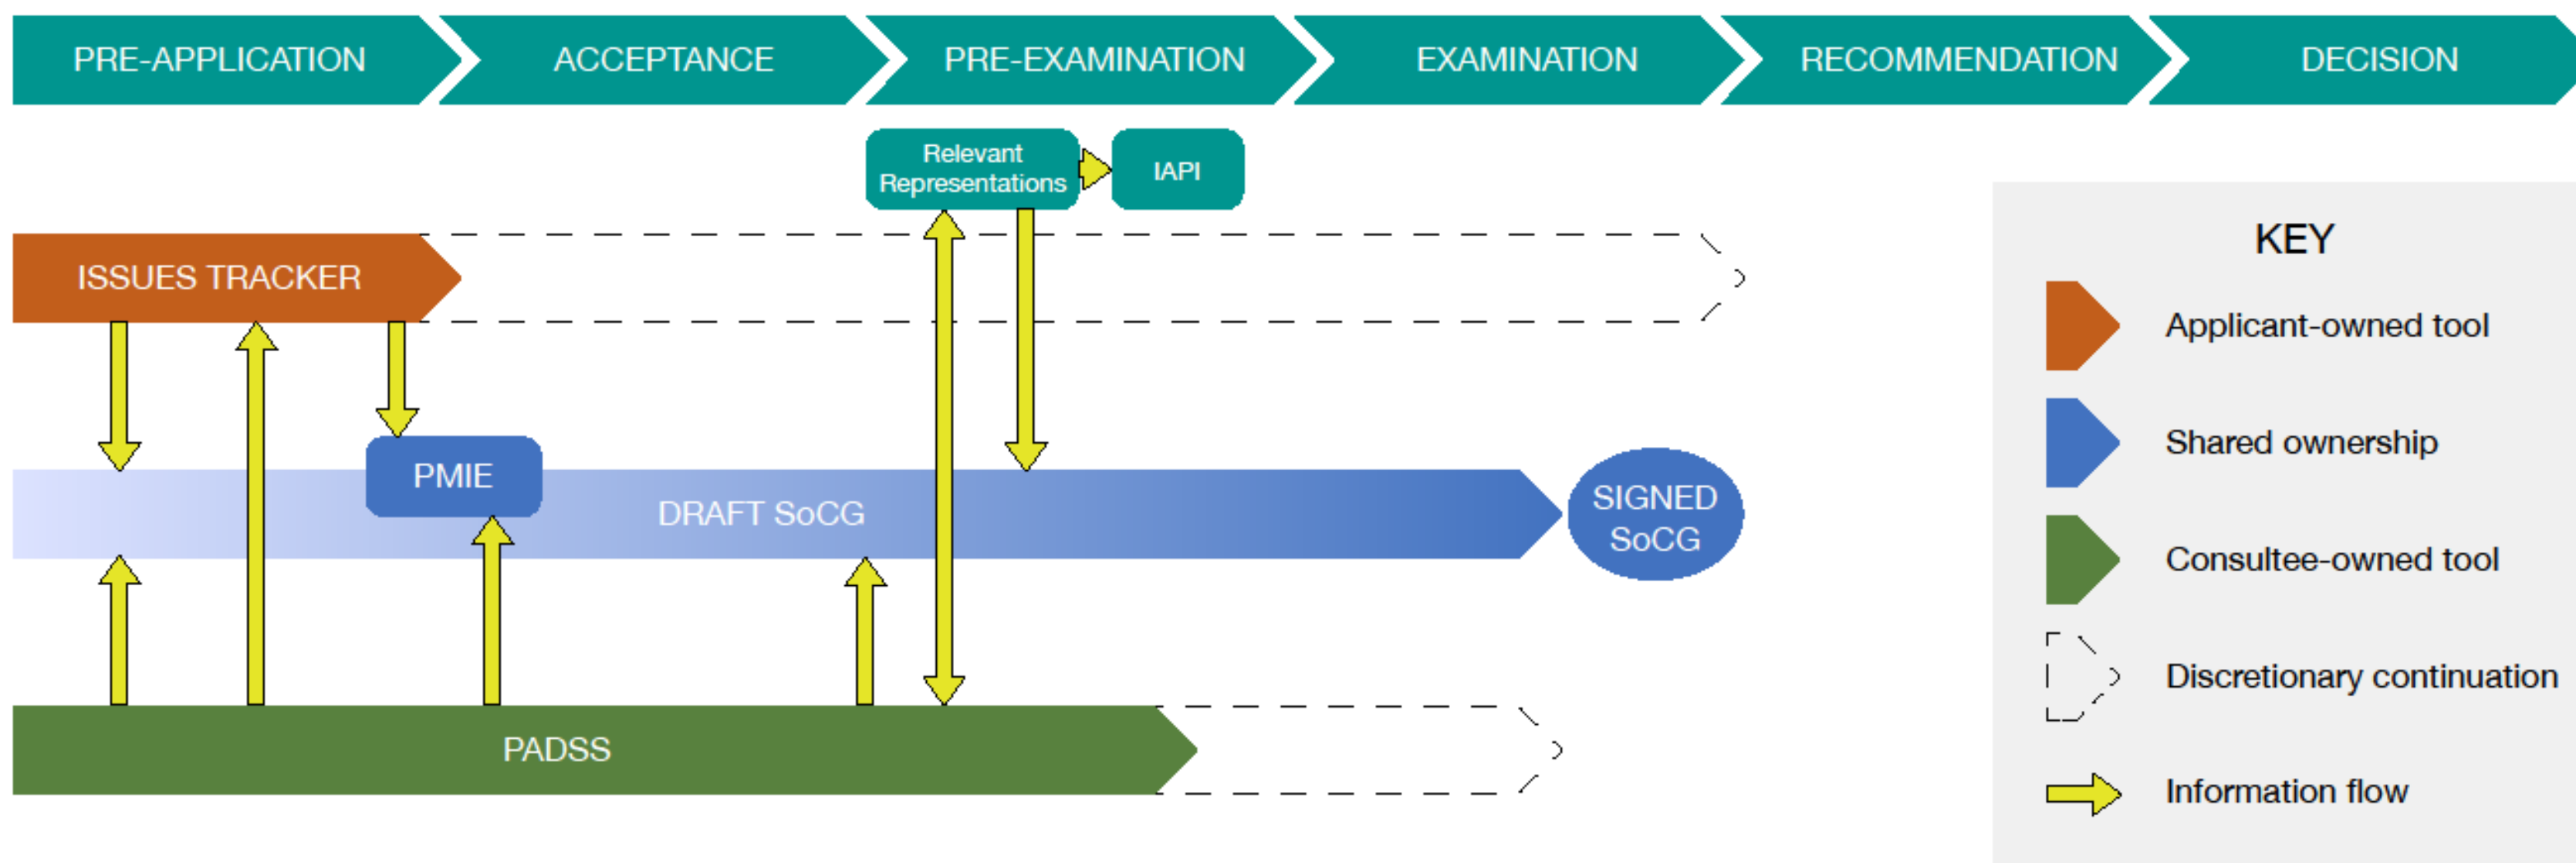 PRE-APPLICATION
ACCEPTANCE
PRE-EXAMINATION
EXAMINATION
RECOMMENDATION
DECISION
Relevant
Representations
IAPI
ISSUES TRACKER
PMIE
DRAFT SoCG
SIGNED
SoCG
PADSS
KEY
Applicant-owned tool
Shared ownership
Consultee-owned tool
Discretionary continuation
Information flow